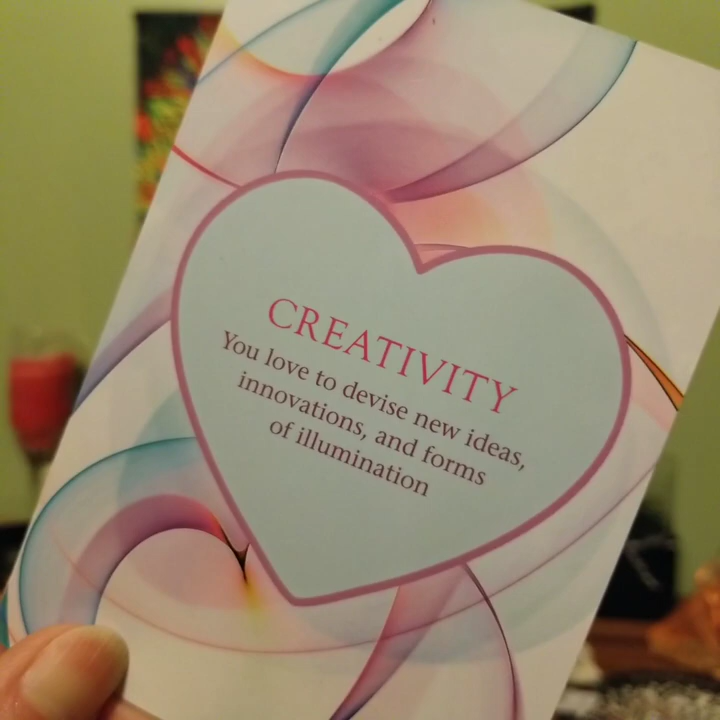 CREATIVITY
You love to devise new ideas,
innovations, and forms
of illumination